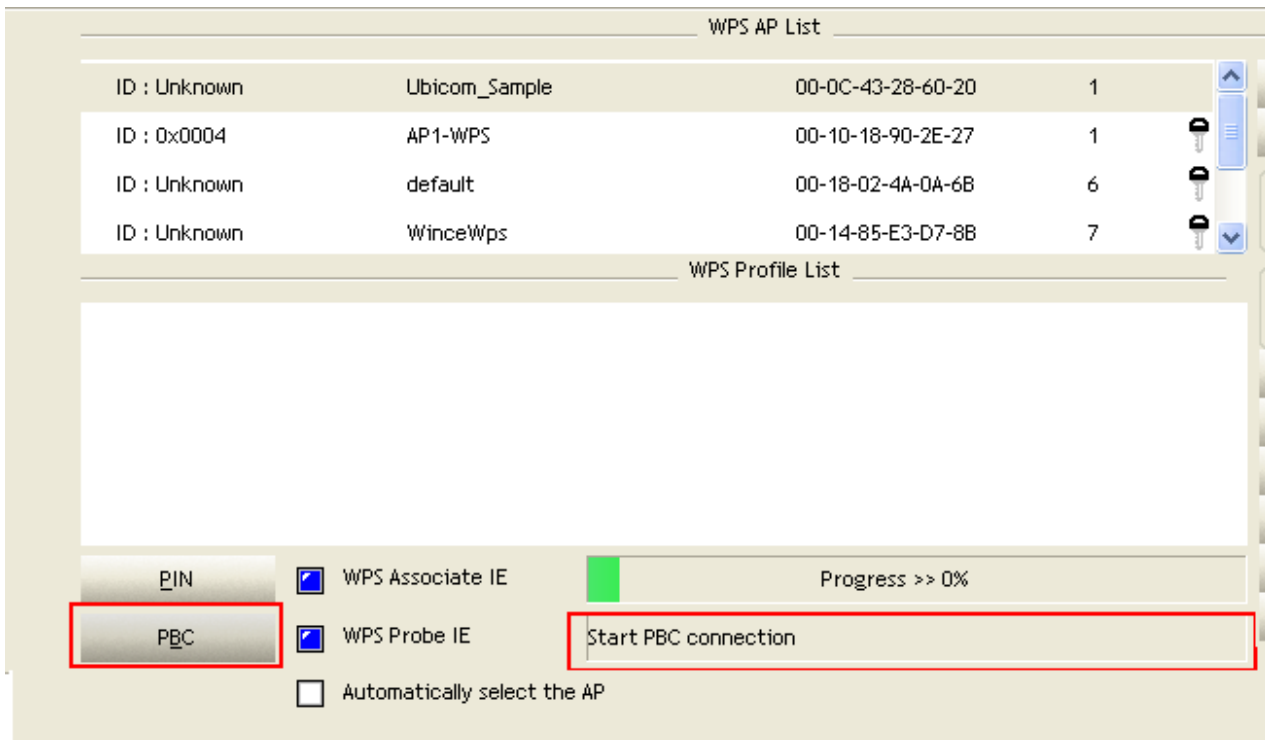 WPS AP List
ID : Unknown Ubicom_Sample 00-0C-43-28-60-20 1
ID : 0x0004 AP1-WPS 00-10-18-90-2E-27 1
ID : Unknown default 00-18-02-4A-0A-6B 6
ID : Unknown WinceWps 00-14-85-E3-D7-8B 7
WPS Profile List
PIN WPS Associate IE Progress >> 0%
PBC WPS Probe IE Start PBC connection
Automatically select the AP